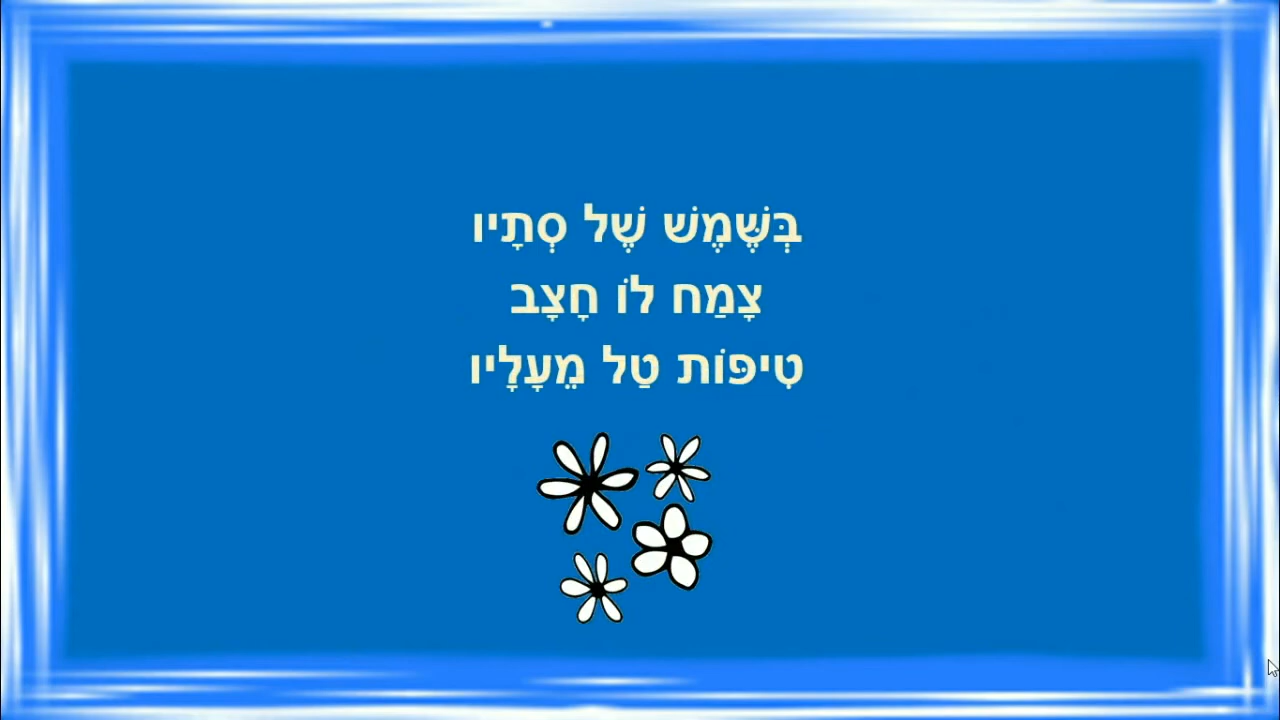 בְּשֶּׁמֶשׁ שֶׁל סְתָיו
צָמַח לוֹ חָצָב
טִיפּוֹת טַל מֵעָלָיו